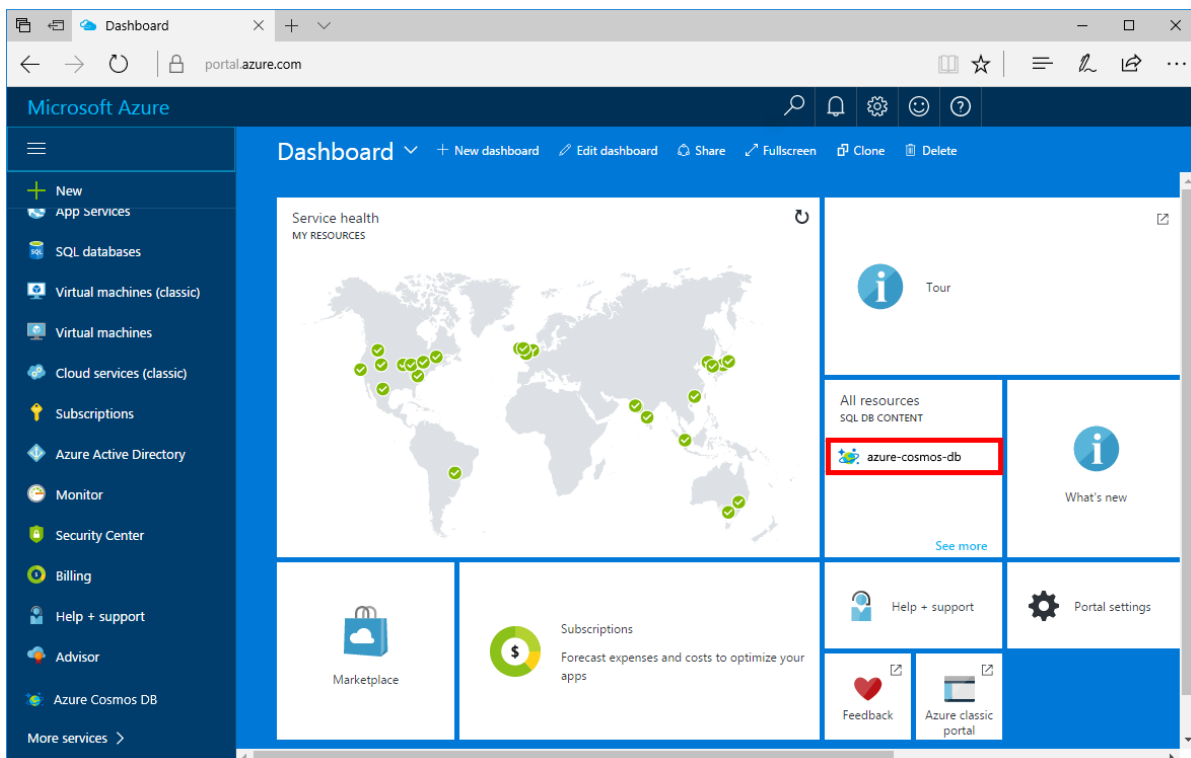 Dashboard
portal.azure.com
Microsoft Azure
Dashboard
New dashboard
Edit dashboard
Share
Fullscreen
Clone
Delete
New
App Services
SQL databases
Virtual machines (classic)
Virtual machines
Cloud services (classic)
Subscriptions
Azure Active Directory
Monitor
Security Center
Billing
Help + support
Advisor
Azure Cosmos DB
More services
Service health
MY RESOURCES
Tour
All resources
SQL DB CONTENT
azure-cosmos-db
See more
What's new
Marketplace
$
Subscriptions
Forecast expenses and costs to optimize your
apps
Help + support
Portal settings
Feedback
Azure classic
portal